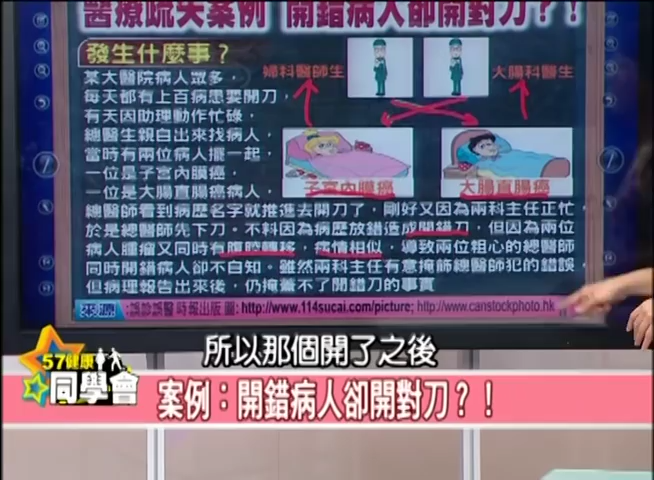 醫療疏失案例 開錯病人卻開對刀？！
發生什麼事？
婦科醫師生
大腸科醫生
某大醫院病人眾多，
每天都有上百病患要開刀，
有天因助理動作忙碌，
總醫師生親自出來找病人，
當時有兩位病人擺一起，
一位是子宮內膜癌，
一位是大腸直腸癌病人，
子宮內膜癌
大腸直腸癌
總醫師看到病歷名字就推進去開刀了，剛好又因為兩科主任正忙，
於是總醫師先下刀。不料因為病歷放錯造成開錯刀，但因為兩位
病人腫瘤又同時有腹腔轉移，病情相似，導致兩位粗心的總醫師
同時開錯病人卻不自知。雖然兩科主任有意掩飾總醫師犯的錯誤，
但病理報告出來後，仍掩蓋不了開錯刀的事實
來源 :誤診誤醫 時報出版 圖: http://www.114sucai.com/picture; http://www.canstockphoto.hk
所以那個開了之後
57健康
同學會
案例：開錯病人卻開對刀？！